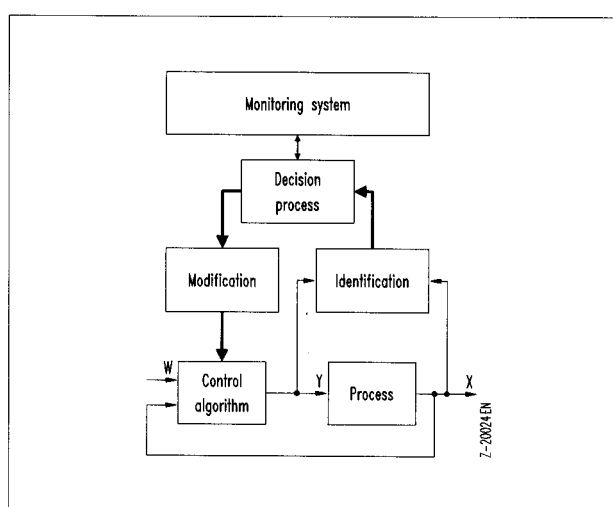 Monitoring system
Decision
process
Modification
Identification
W
Control
algorithm
Y
Process
X
Z-20024EN